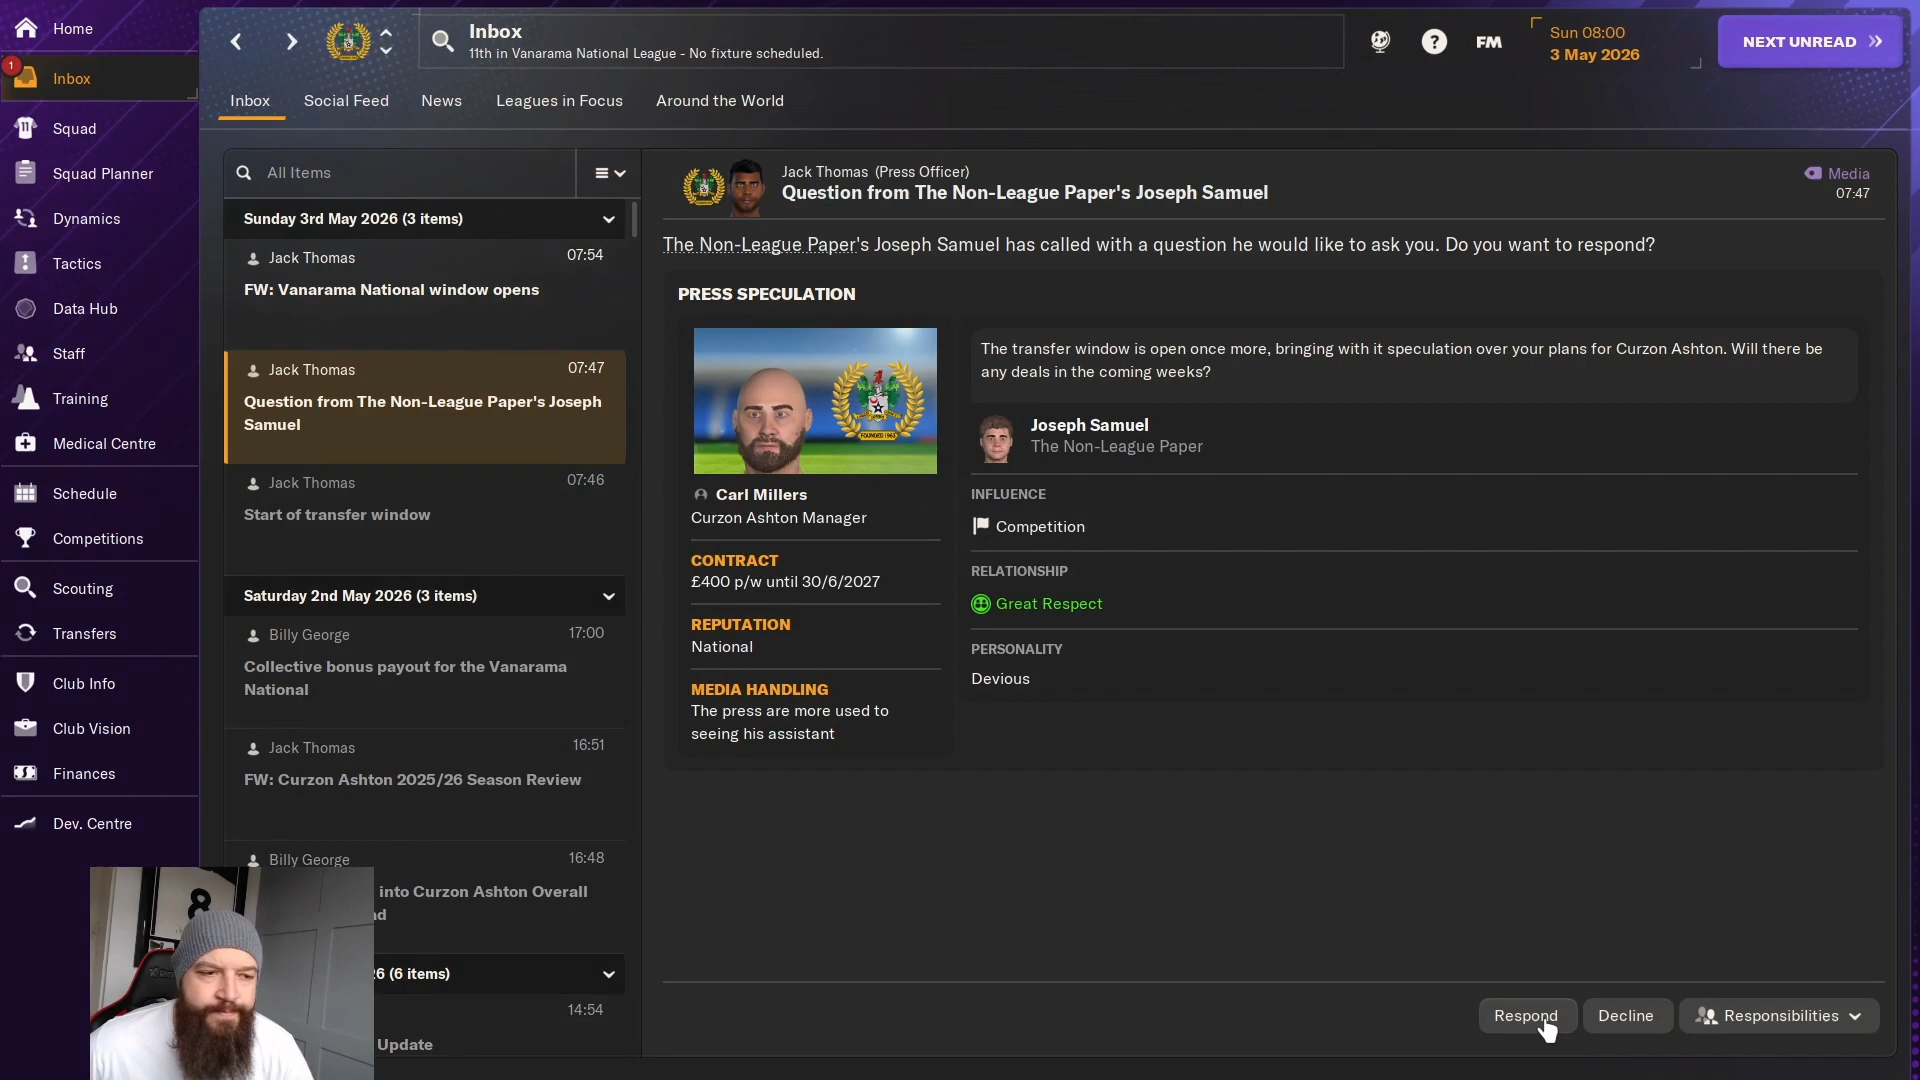 Home
Inbox
Squad
Squad Planner
Dynamics
Tactics
Data Hub
Staff
Training
Medical Centre
Schedule
Competitions
Scouting
Transfers
Club Info
Club Vision
Finances
Dev. Centre
1
Inbox
11th in Vanarama National League - No fixture scheduled.
?
FM
Sun 08:00
3 May 2026
NEXT UNREAD
Inbox
Social Feed
News
Leagues in Focus
Around the World
All Items
Sunday 3rd May 2026 (3 items)
Jack Thomas 07:54
FW: Vanarama National window opens
Jack Thomas 07:47
Question from The Non-League Paper's Joseph
Samuel
Jack Thomas 07:46
Start of transfer window
Saturday 2nd May 2026 (3 items)
Billy George 17:00
Collective bonus payout for the Vanarama
National
Jack Thomas 16:51
FW: Curzon Ashton 2025/26 Season Review
Billy George 16:48
into Curzon Ashton Overall
nd
6 (6 items)
14:54
Update
8
Jack Thomas (Press Officer)
Question from The Non-League Paper's Joseph Samuel
Media
07:47
The Non-League Paper's Joseph Samuel has called with a question he would like to ask you. Do you want to respond?
PRESS SPECULATION
FOUNDED 1963
Carl Millers
Curzon Ashton Manager
CONTRACT
£400 p/w until 30/6/2027
REPUTATION
National
MEDIA HANDLING
The press are more used to
seeing his assistant
The transfer window is open once more, bringing with it speculation over your plans for Curzon Ashton. Will there be
any deals in the coming weeks?
Joseph Samuel
The Non-League Paper
INFLUENCE
Competition
RELATIONSHIP
Great Respect
PERSONALITY
Devious
Respond
Decline
Responsibilities